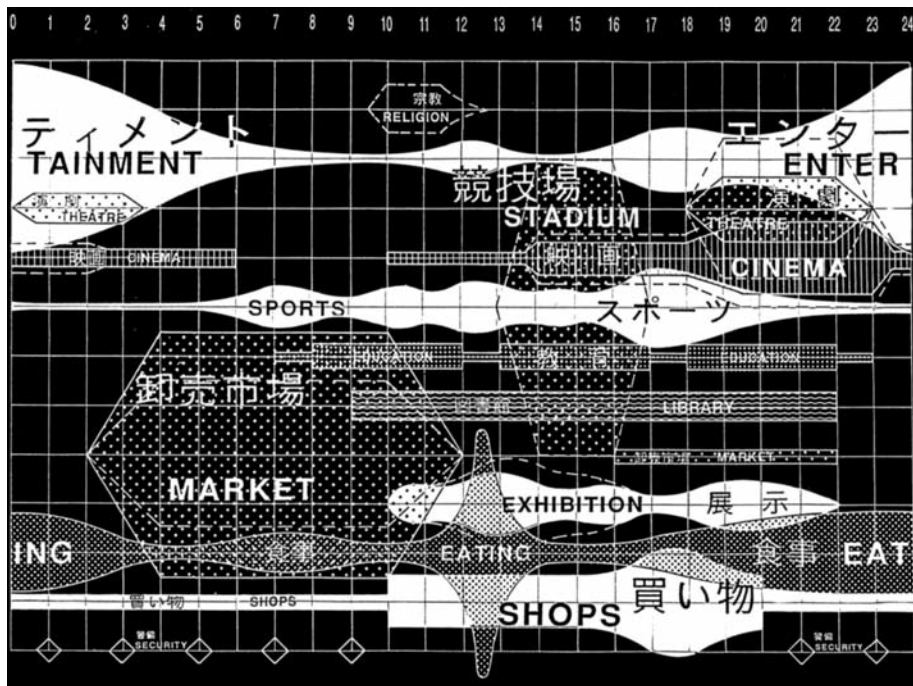 0 1 2 3 4 5 6 7 8 9 10 11 12 13 14 15 16 17 18 19 20 21 22 23 24
宗教
RELIGION
ティメント
TAINMENT
エンター
ENTER
競技場
STADIUM
演劇
THEATRE
演劇
THEATRE
映画 CINEMA
映画
CINEMA
SPORTS
スポーツ
EDUCATION
教育
EDUCATION
卸売市場
MARKET
図書館
LIBRARY
卸売市場 MARKET
EXHIBITION
展示
ING
食事
EATING
食事
EAT
買い物 SHOPS
SHOPS
買い物
警備
SECURITY
警備
SECURITY